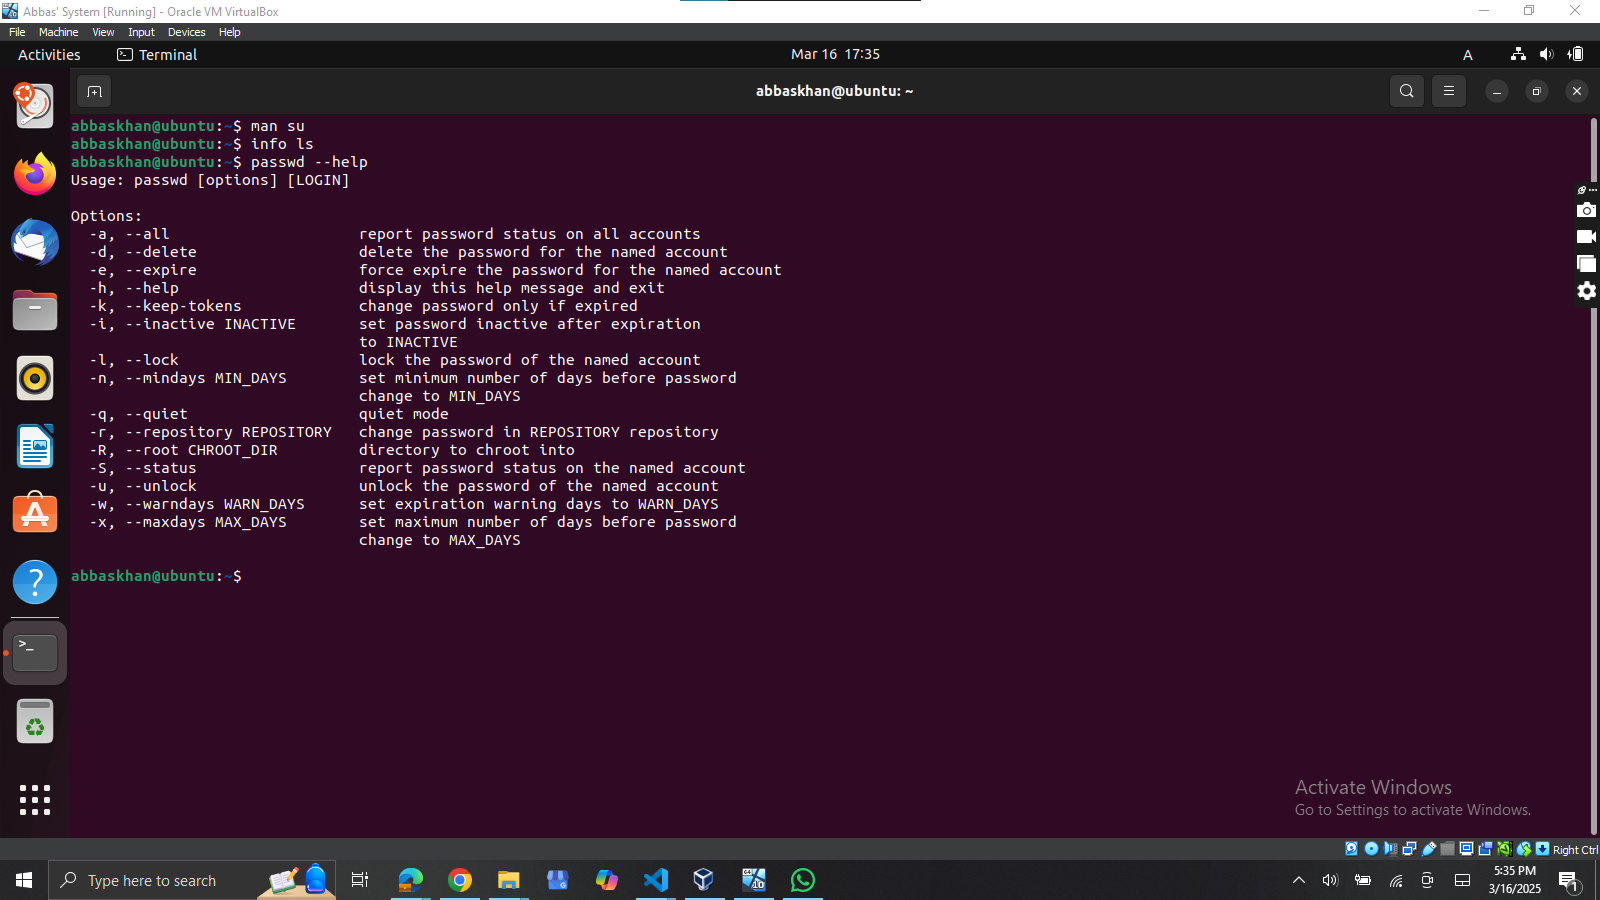 Abbas' System [Running] - Oracle VM VirtualBox
File Machine View Input Devices Help
Activities Terminal Mar 16 17:35 A
abbaskhan@ubuntu: ~
abbaskhan@ubuntu:~$ man su
abbaskhan@ubuntu:~$ info ls
abbaskhan@ubuntu:~$ passwd --help
Usage: passwd [options] [LOGIN]
Options:
-a, --all report password status on all accounts
-d, --delete delete the password for the named account
-e, --expire force expire the password for the named account
-h, --help display this help message and exit
-k, --keep-tokens change password only if expired
-i, --inactive INACTIVE set password inactive after expiration
to INACTIVE
-l, --lock lock the password of the named account
-n, --mindays MIN_DAYS set minimum number of days before password
change to MIN_DAYS
-q, --quiet quiet mode
-r, --repository REPOSITORY change password in REPOSITORY repository
-R, --root CHROOT_DIR directory to chroot into
-S, --status report password status on the named account
-u, --unlock unlock the password of the named account
-w, --warndays WARN_DAYS set expiration warning days to WARN_DAYS
-x, --maxdays MAX_DAYS set maximum number of days before password
change to MAX_DAYS
abbaskhan@ubuntu:~$
Activate Windows
Go to Settings to activate Windows.
Right Ctrl
Type here to search
5:35 PM
3/16/2025
1